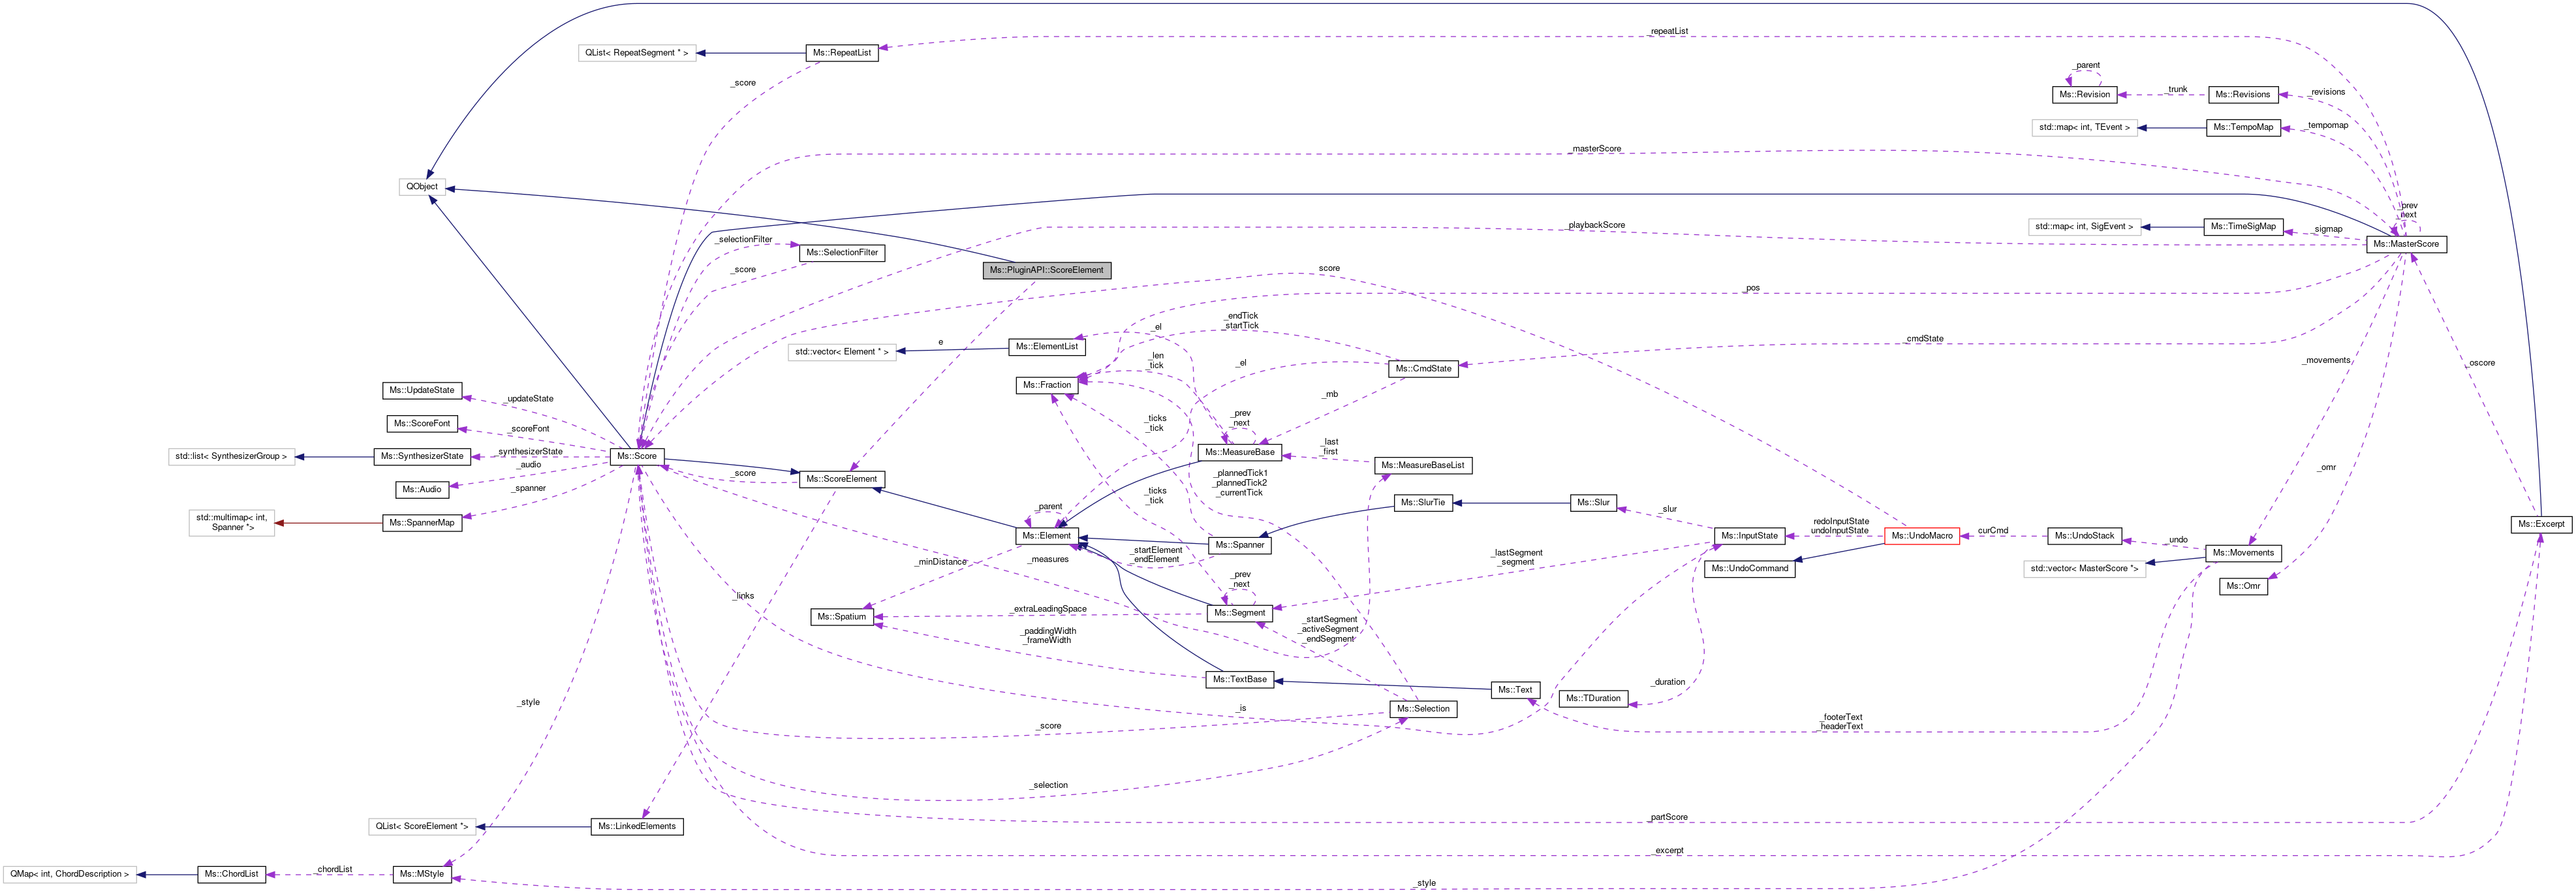 _repeatList
QList< RepeatSegment * >
Ms::RepeatList
_parent
_score
Ms::Revision
_trunk
Ms::Revisions
_revisions
std::map< int, TEvent >
Ms::TempoMap
_tempomap
_masterScore
QObject
_prev
_next
_playbackScore
std::map< int, SigEvent >
Ms::TimeSigMap
_sigmap
_selectionFilter
Ms::SelectionFilter
Ms::MasterScore
_score
Ms::PluginAPI::ScoreElement
score
_pos
_endTick
_startTick
_el
e
_cmdState
std::vector< Element * >
Ms::ElementList
_len
_tick
_el
_movements
_oscore
Ms::CmdState
Ms::Fraction
Ms::UpdateState
_updateState
_mb
_prev
_next
_ticks
_tick
Ms::ScoreFont
_scoreFont
_last
_first
std::list< SynthesizerGroup >
Ms::SynthesizerState
_synthesizerState
Ms::Score
Ms::MeasureBase
_audio
_score
Ms::ScoreElement
Ms::MeasureBaseList
_omr
_plannedTick1
_plannedTick2
_currentTick
Ms::Audio
_spanner
_ticks
_tick
Ms::SlurTie
Ms::Slur
_slur
std::multimap< int,
Spanner *>
Ms::SpannerMap
_parent
redoInputState
undoInputState
curCmd
Ms::Excerpt
Ms::Element
Ms::InputState
Ms::UndoMacro
Ms::UndoStack
_undo
Ms::Spanner
_startElement
_endElement
_lastSegment
_segment
Ms::Movements
_minDistance
_measures
Ms::UndoCommand
std::vector< MasterScore *>
_prev
_next
Ms::Omr
_links
_extraLeadingSpace
Ms::Segment
Ms::Spatium
_startSegment
_activeSegment
_endSegment
_paddingWidth
_frameWidth
Ms::TextBase
_duration
Ms::Text
Ms::TDuration
_style
_is
Ms::Selection
_footerText
_headerText
_score
_selection
_partScore
QList< ScoreElement *>
Ms::LinkedElements
_excerpt
QMap< int, ChordDescription >
Ms::ChordList
_chordList
Ms::MStyle
_style